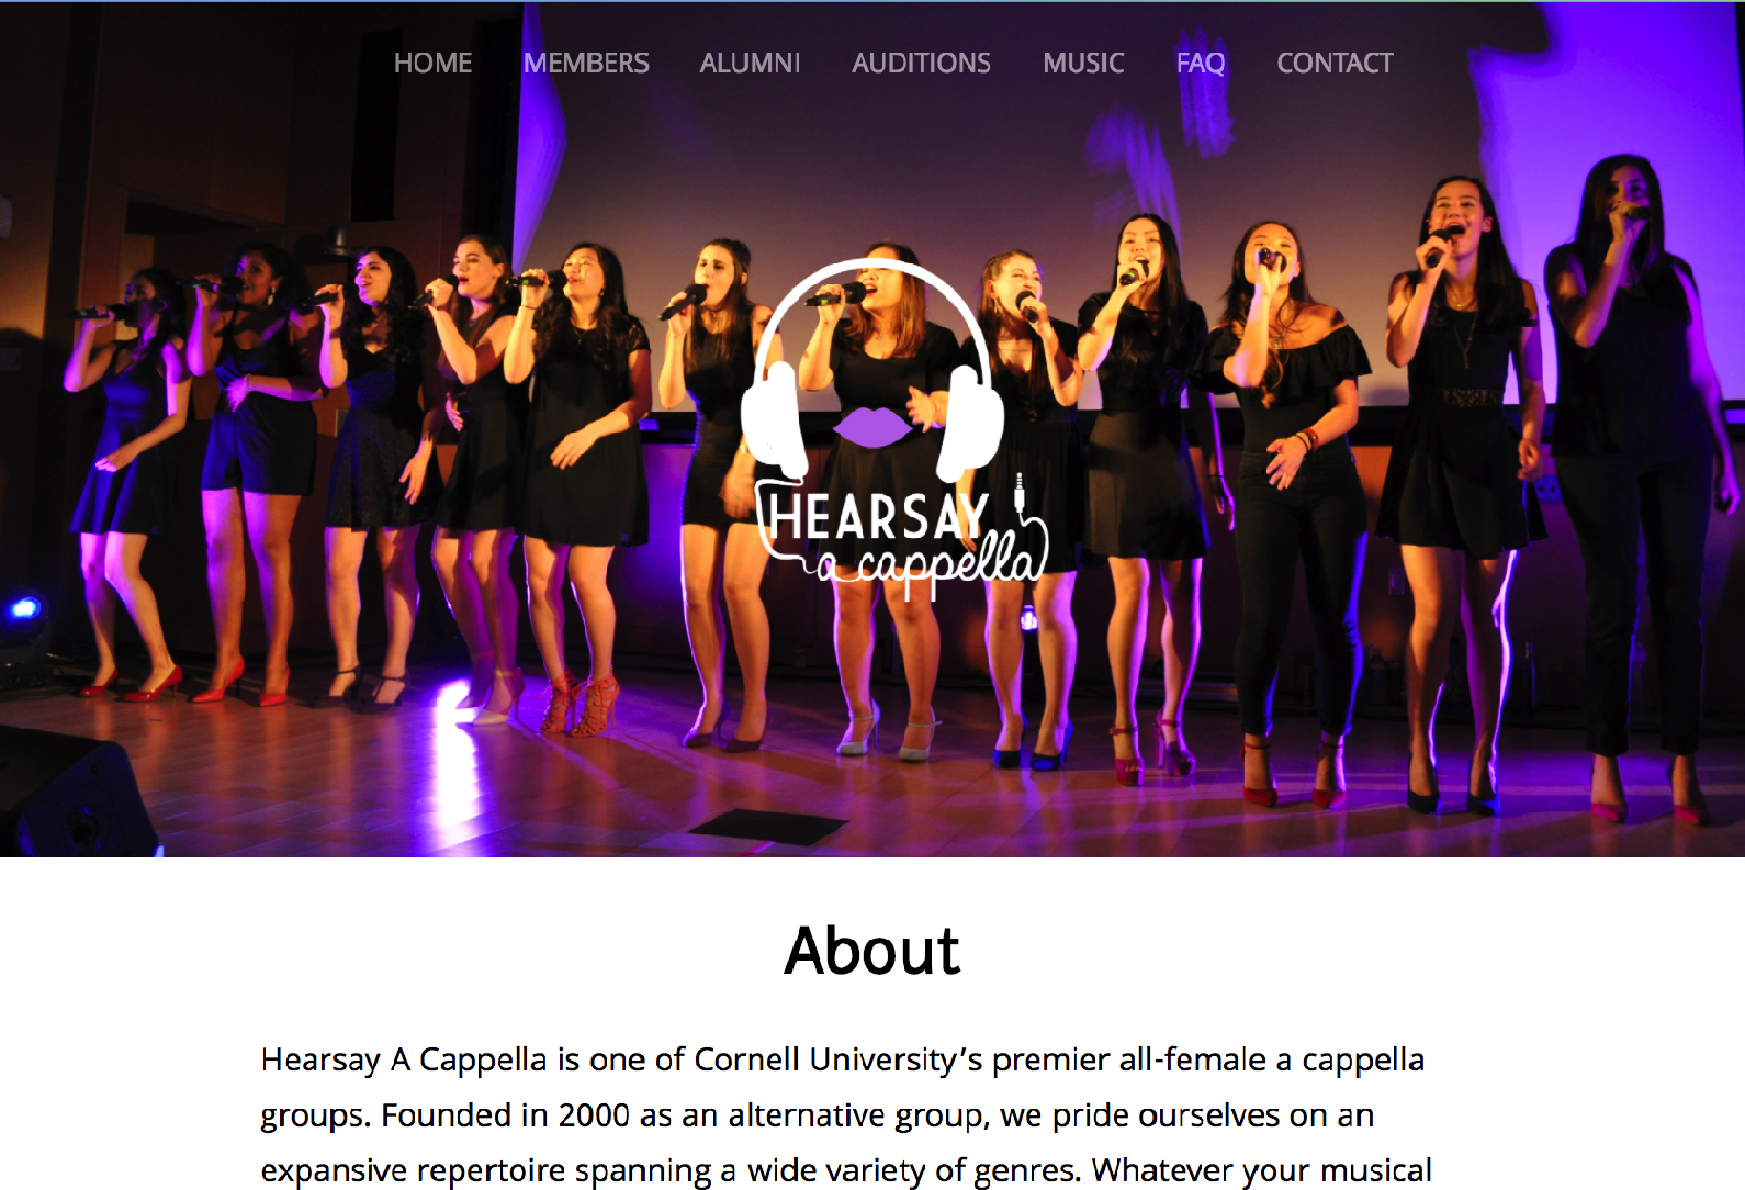 HOME MEMBERS ALUMNI AUDITIONS MUSIC FAQ CONTACT
HEARSAY
a cappella
About
Hearsay A Cappella is one of Cornell University's premier all-female a cappella
groups. Founded in 2000 as an alternative group, we pride ourselves on an
expansive repertoire spanning a wide variety of genres. Whatever your musical